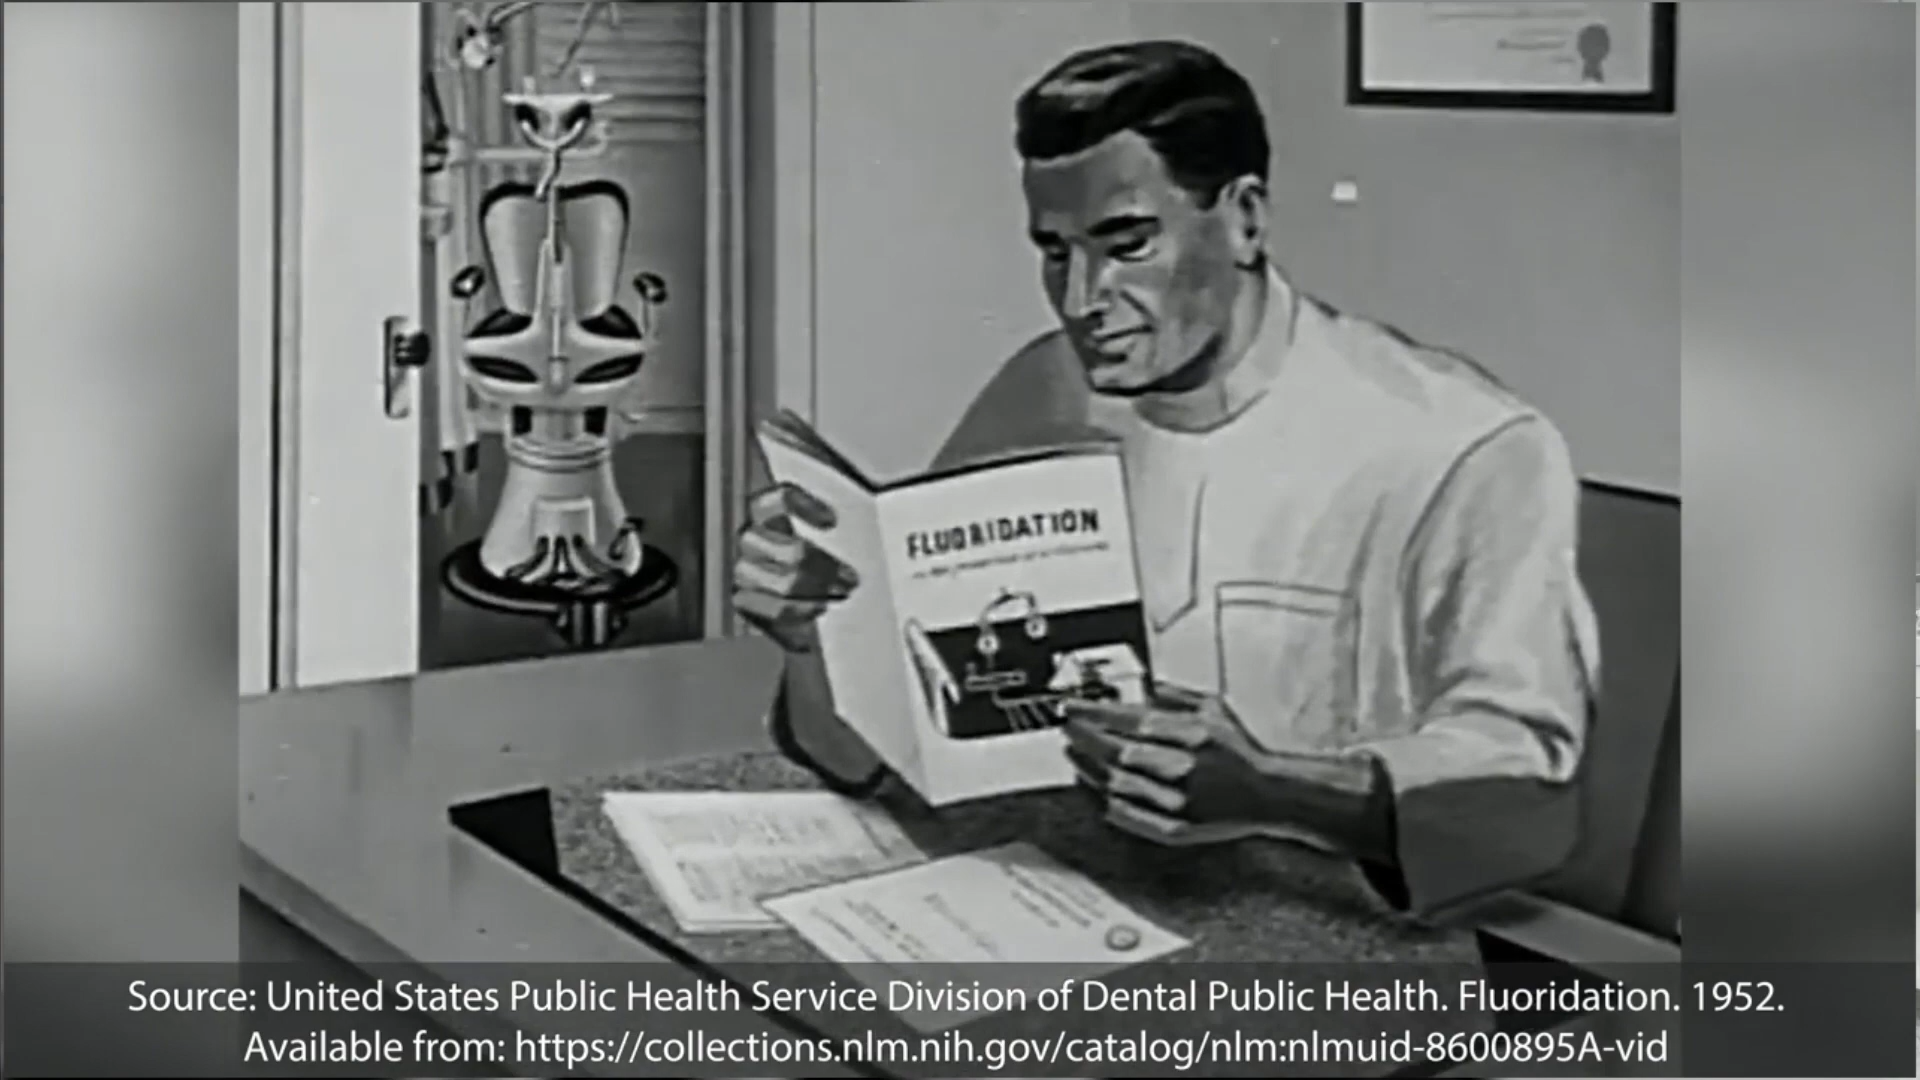 FLUORIDATION
Source: United States Public Health Service Division of Dental Public Health. Fluoridation. 1952.
Available from: https://collections.nlm.nih.gov/catalog/nlm:nlmuid-8600895A-vid